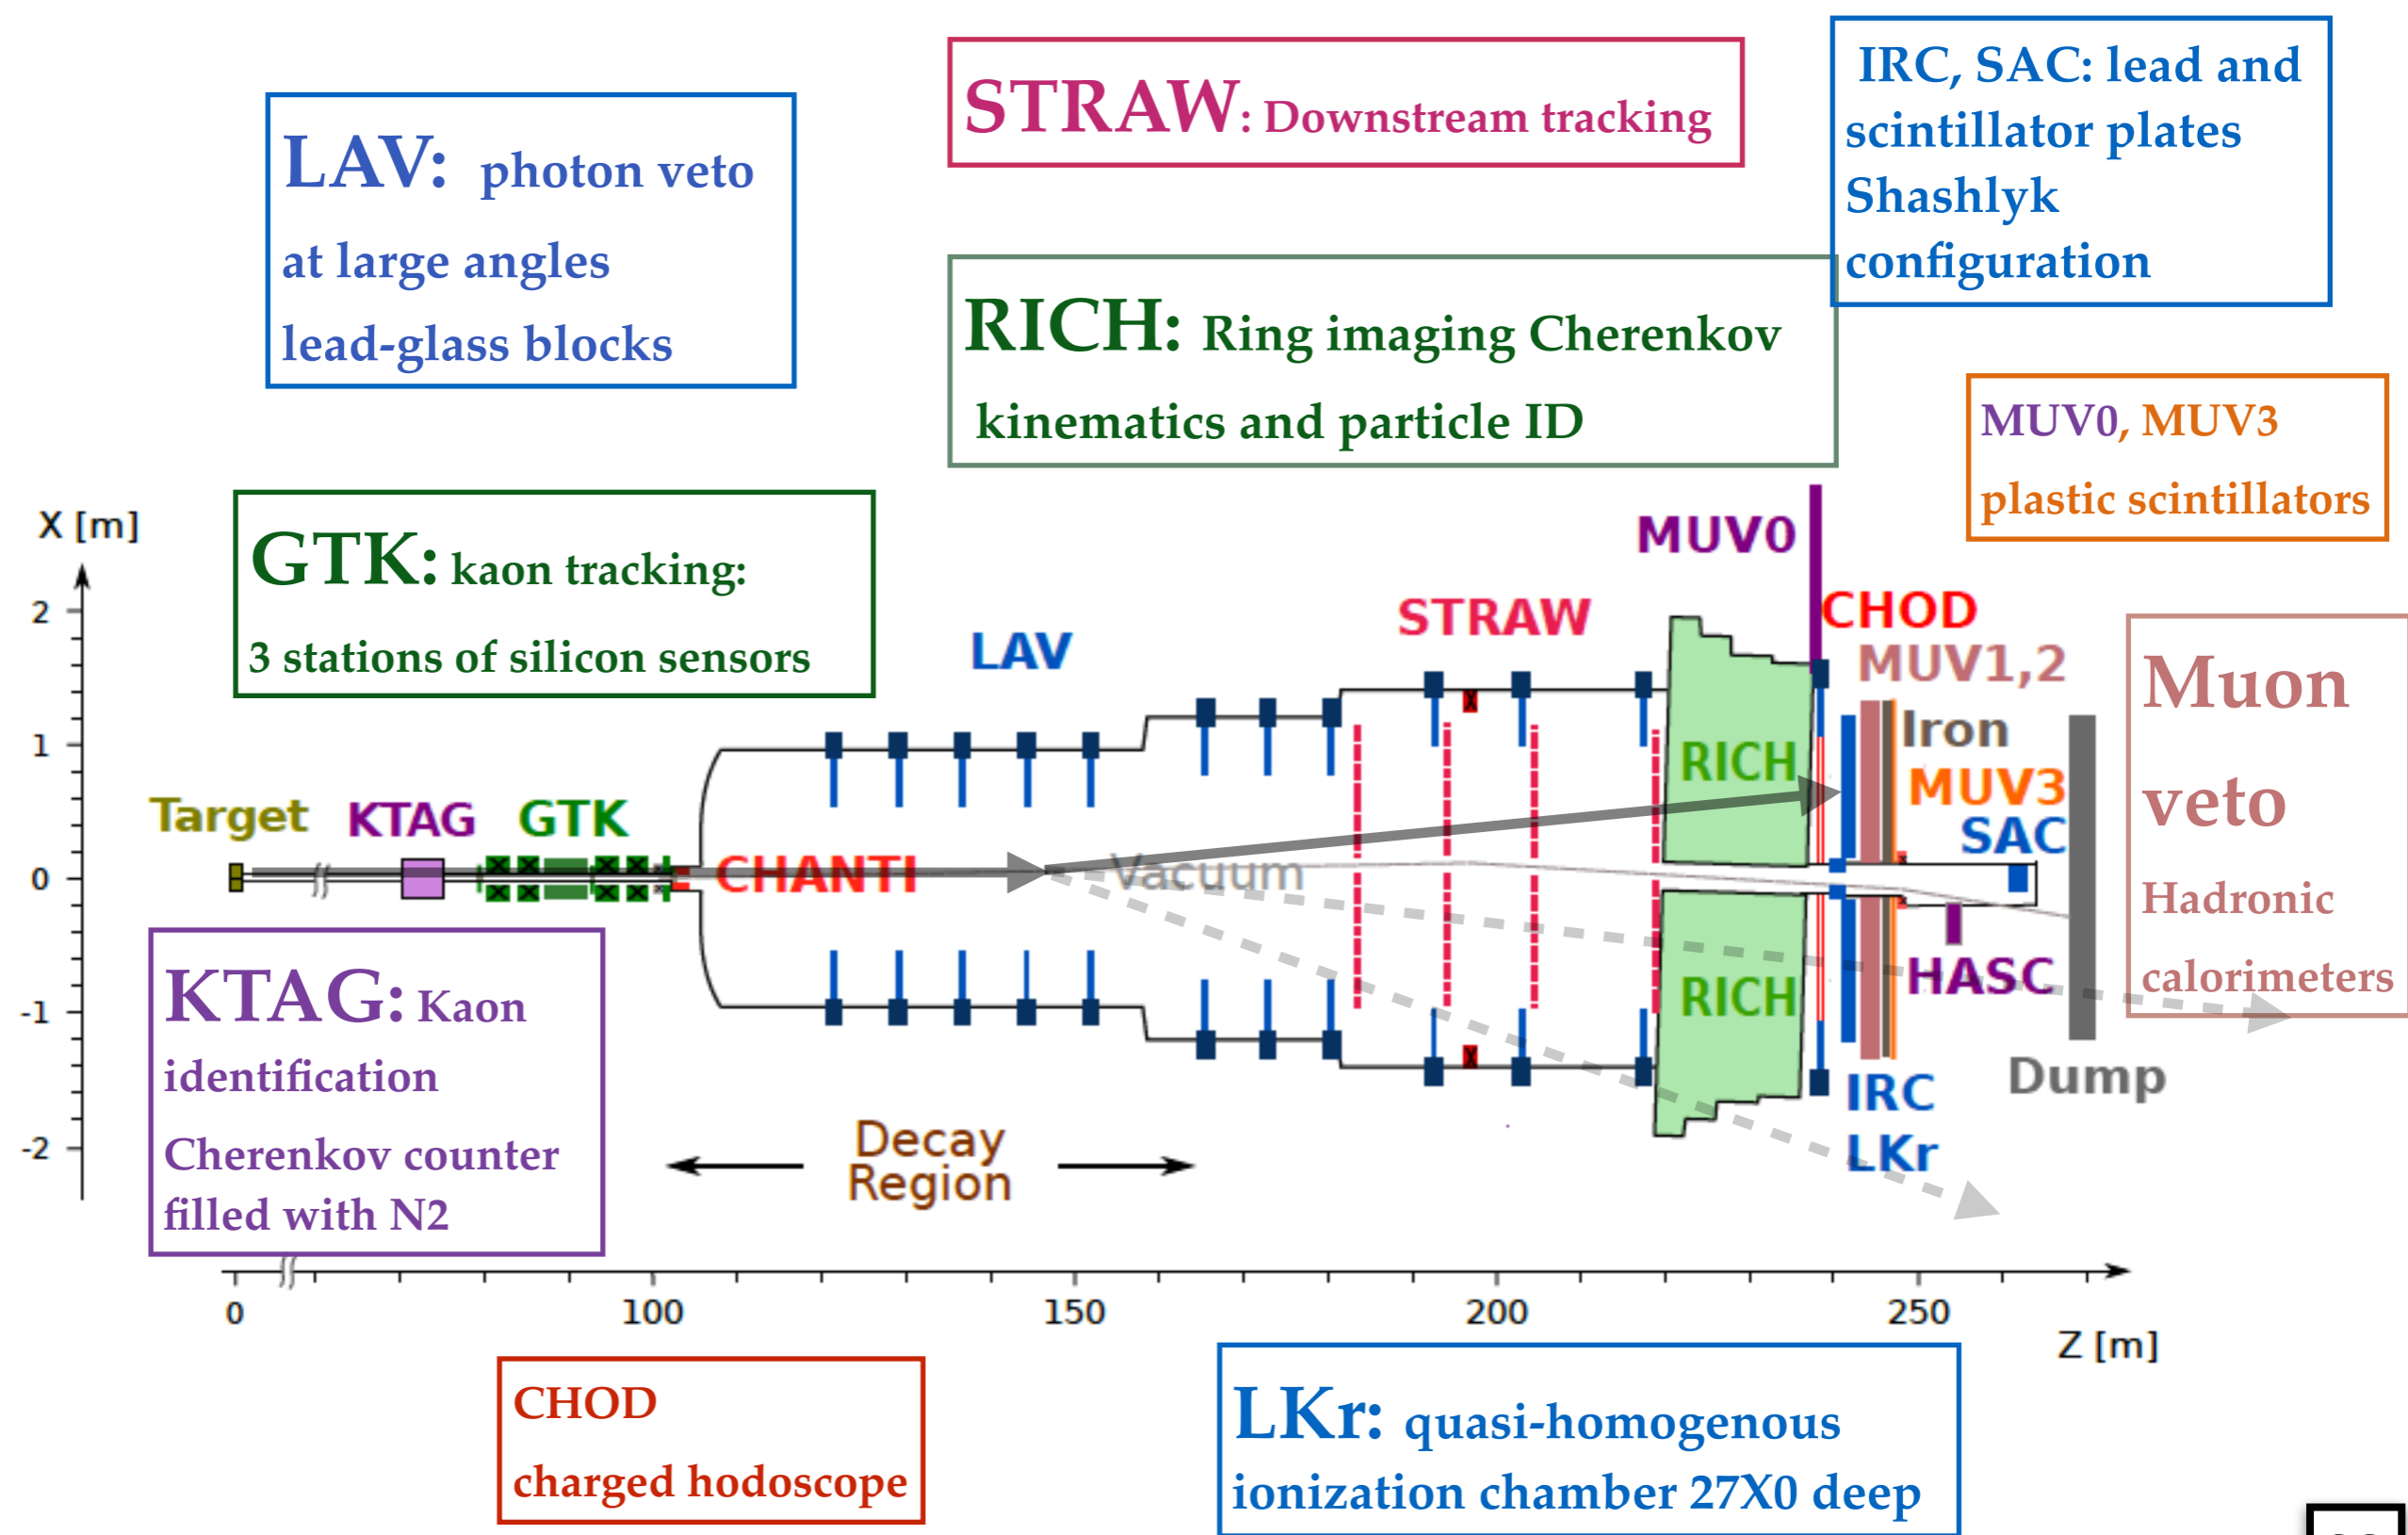 STRAW: Downstream tracking
IRC, SAC: lead and
scintillator plates
Shashlyk
configuration
LAV: photon veto
at large angles
lead-glass blocks
RICH: Ring imaging Cherenkov
kinematics and particle ID
MUV0, MUV3
plastic scintillators
GTK: kaon tracking:
3 stations of silicon sensors
X [m]
2
1
0
-1
-2
MUV0
CHOD
MUV1,2
STRAW
LAV
Iron
RICH
MUV3
SAC
Target
KTAG
GTK
CHANTI
Vacuum
Muon
veto
Hadronic
calorimeters
HASC
RICH
Dump
IRC
LKr
KTAG: Kaon
identification
Cherenkov counter
filled with N2
Decay
Region
0
100
150
200
250
Z [m]
CHOD
charged hodoscope
LKr: quasi-homogenous
ionization chamber 27X0 deep